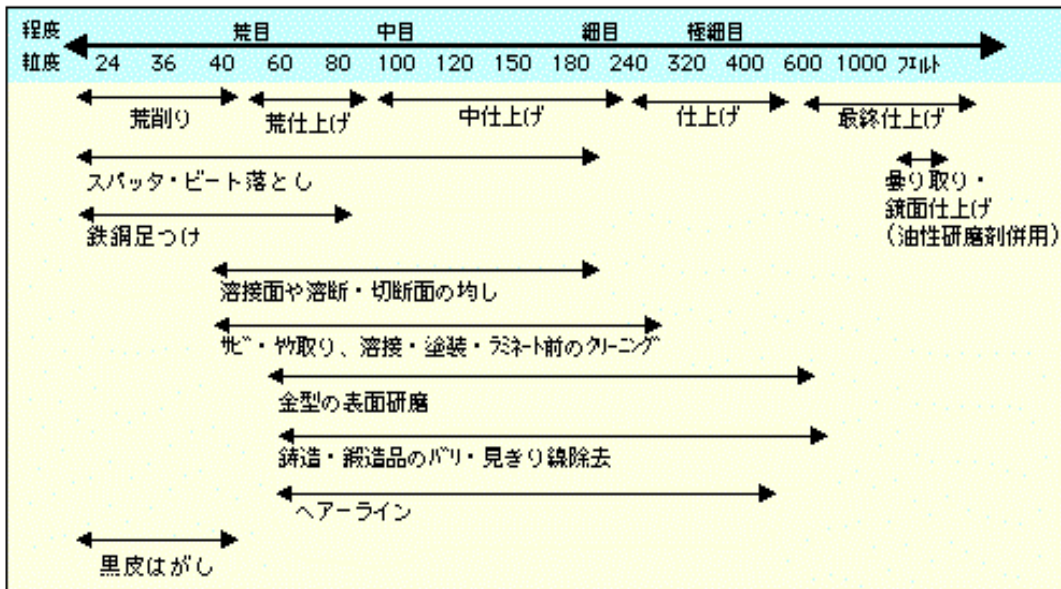 程度 荒目 中目 細目 極細目
粒度 24 36 40 60 80 100 120 150 180 240 320 400 600 1000 フェルト
荒削り 荒仕上げ 中仕上げ 仕上げ 最終仕上げ
スパッタ・ビート落とし
曇り取り・
鏡面仕上げ
(油性研磨剤併用)
鉄鋼足つけ
溶接面や溶断・切断面の均し
サビ・ヤケ取り、溶接・塗装・ラミネート前のクリーニング
金型の表面研磨
鋳造・鍛造品のバリ・見きり線除去
ヘアーライン
黒皮はがし